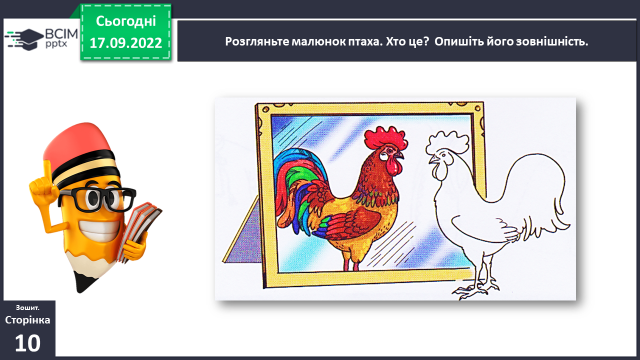 ВСІМ
pptx
Сьогодні
17.09.2022
Розгляньте малюнок птаха. Хто це? Опишіть його зовнішність.
Зошит.
Сторінка
10